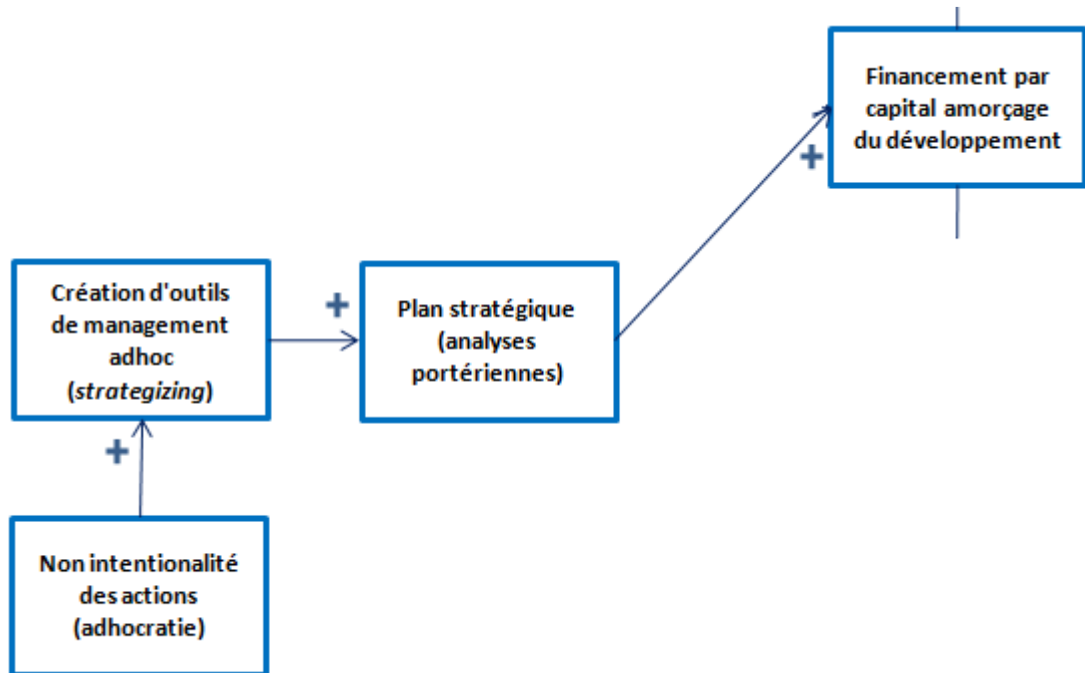 Financement par
capital amorçage
du développement
+
Création d'outils
de management
adhoc
(strategizing)
+
Plan stratégique
(analyses
portériennes)
+
Non intentionalité
des actions
(adhocratie)